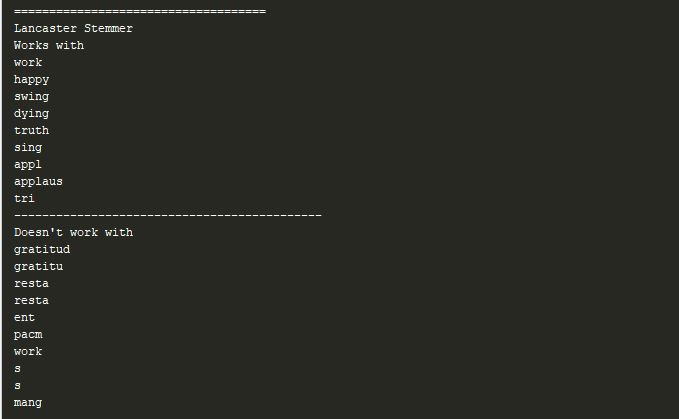 ====================================
Lancaster Stemmer
Works with
work
happy
swing
dying
truth
sing
appl
applaus
tri
--------------------------------------------
Doesn't work with
gratitud
gratitu
resta
resta
ent
pacm
work
s
s
mang